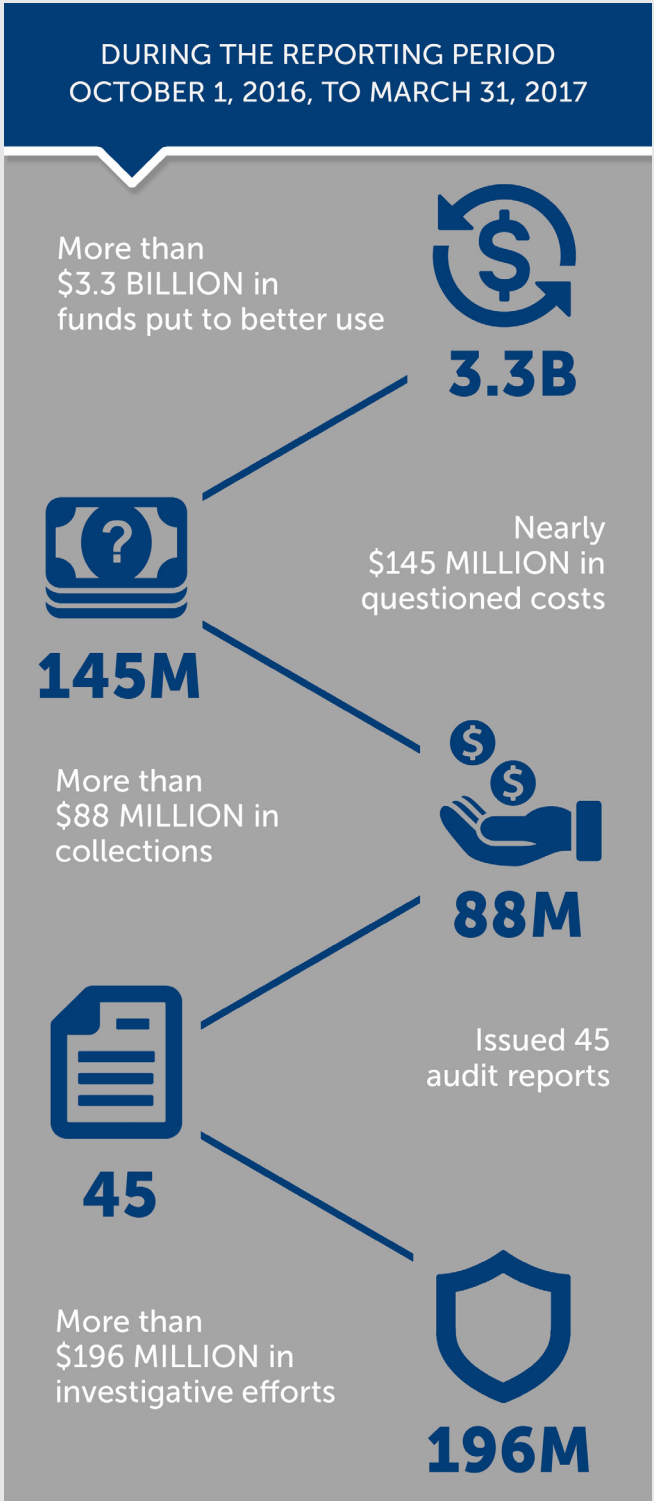 DURING THE REPORTING PERIOD
OCTOBER 1, 2016, TO MARCH 31, 2017
More than
$3.3 BILLION in
funds put to better use
$
3.3B
?
145M
Nearly
$145 MILLION in
questioned costs
More than
$88 MILLION in
collections
$
$
88M
45
Issued 45
audit reports
More than
$196 MILLION in
investigative efforts
196M